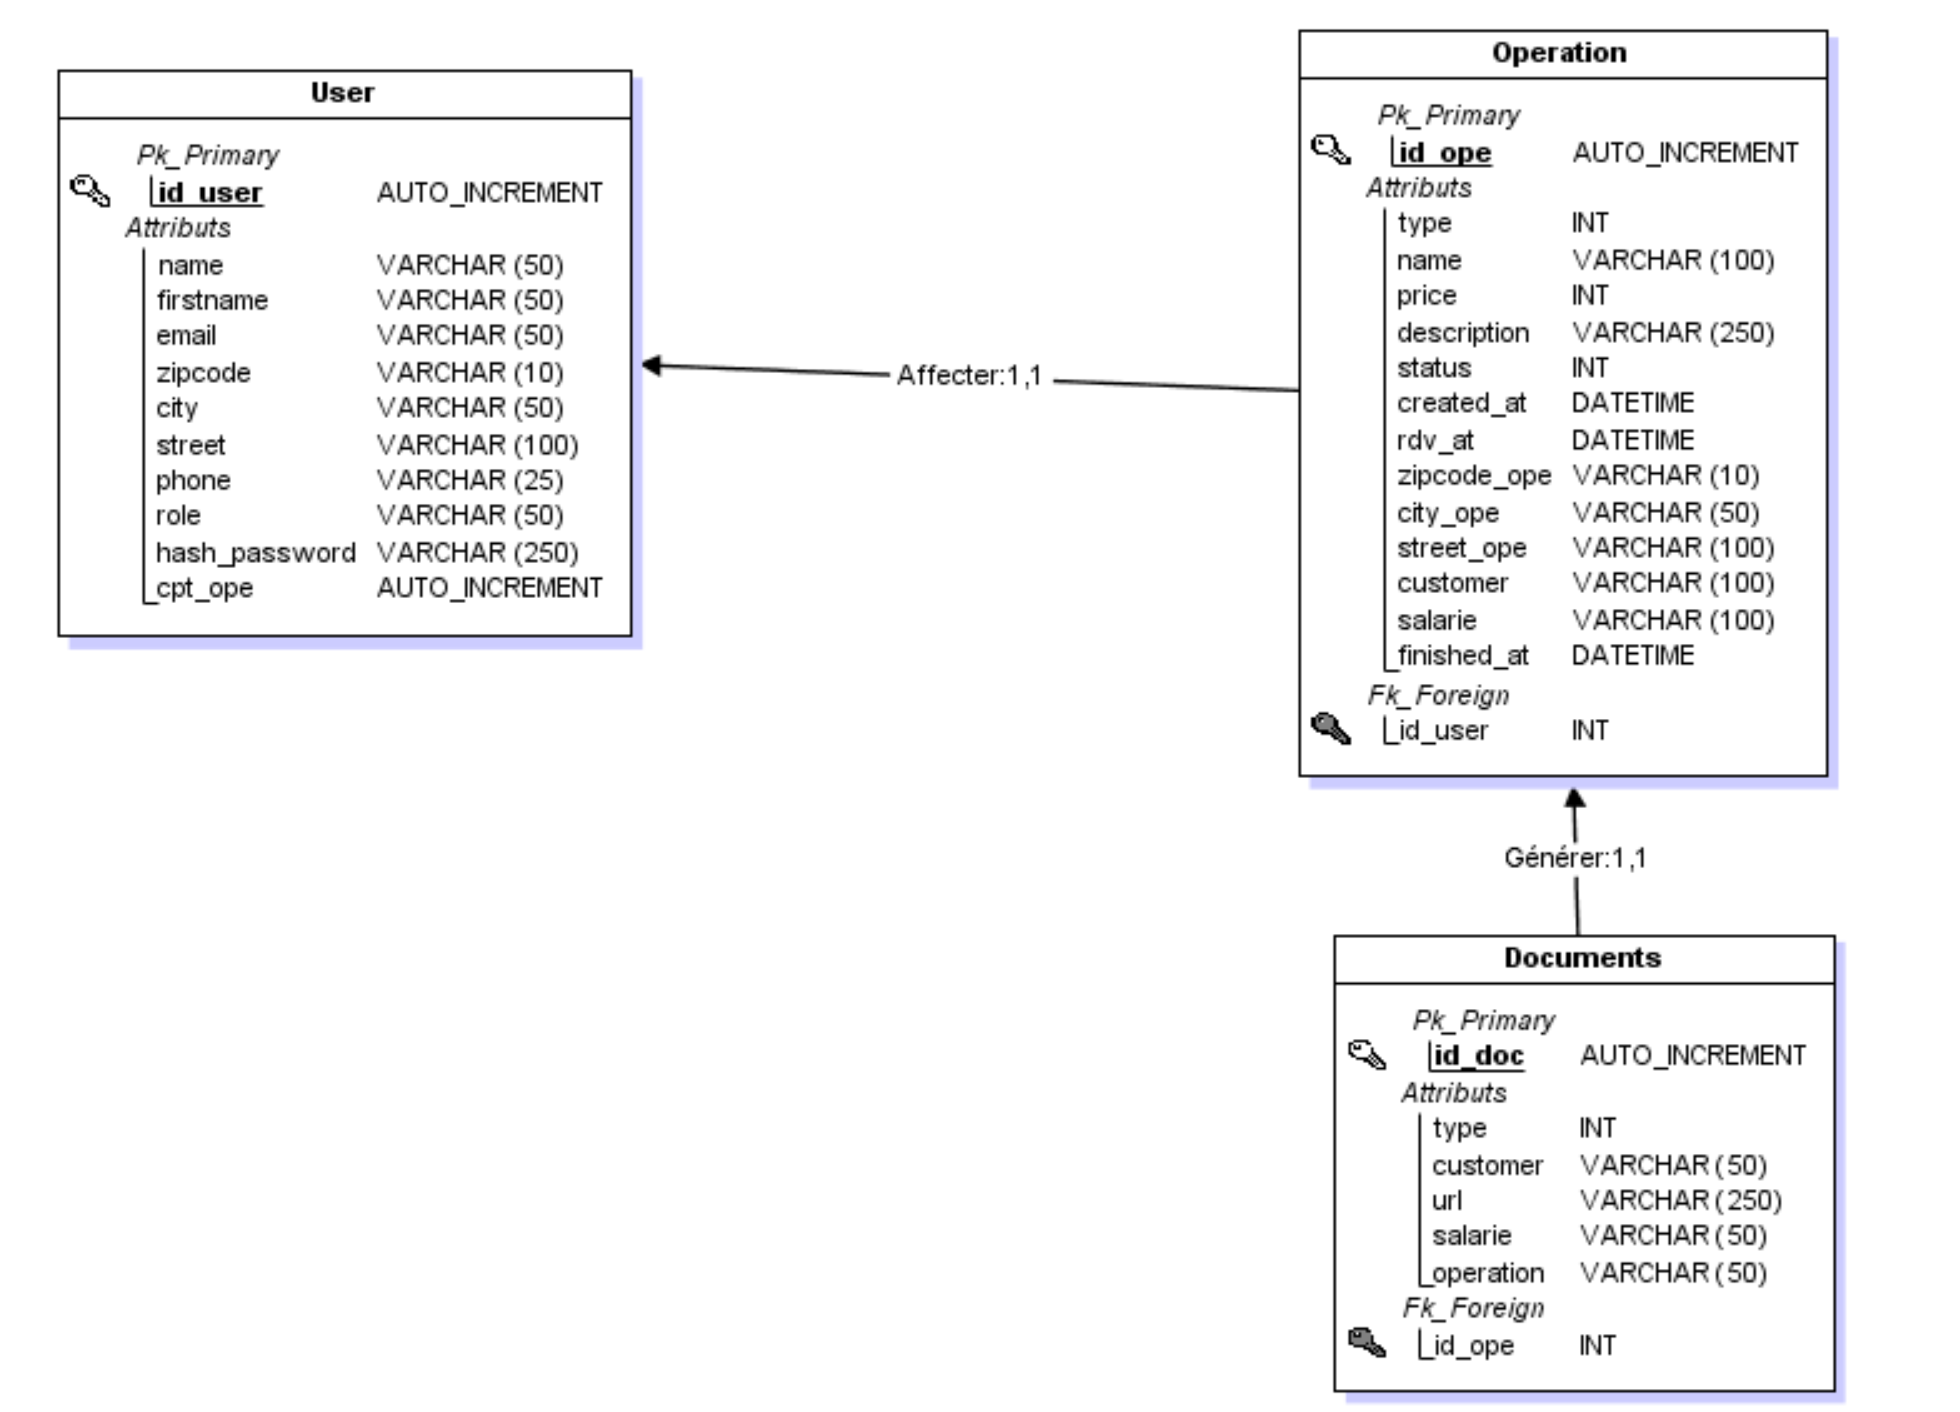 User
Pk_Primary
id_user AUTO_INCREMENT
Attributs
name VARCHAR (50)
firstname VARCHAR (50)
email VARCHAR (50)
zipcode VARCHAR (10)
city VARCHAR (50)
street VARCHAR (100)
phone VARCHAR (25)
role VARCHAR (50)
hash_password VARCHAR (250)
cpt_ope AUTO_INCREMENT
Affecter:1,1
Operation
Pk_Primary
id_ope AUTO_INCREMENT
Attributs
type INT
name VARCHAR (100)
price INT
description VARCHAR (250)
status INT
created_at DATETIME
rdv_at DATETIME
zipcode_ope VARCHAR (10)
city_ope VARCHAR (50)
street_ope VARCHAR (100)
customer VARCHAR (100)
salarie VARCHAR (100)
finished_at DATETIME
Fk_Foreign
id_user INT
Générer:1,1
Documents
Pk_Primary
id_doc AUTO_INCREMENT
Attributs
type INT
customer VARCHAR (50)
url VARCHAR (250)
salarie VARCHAR (50)
operation VARCHAR (50)
Fk_Foreign
id_ope INT